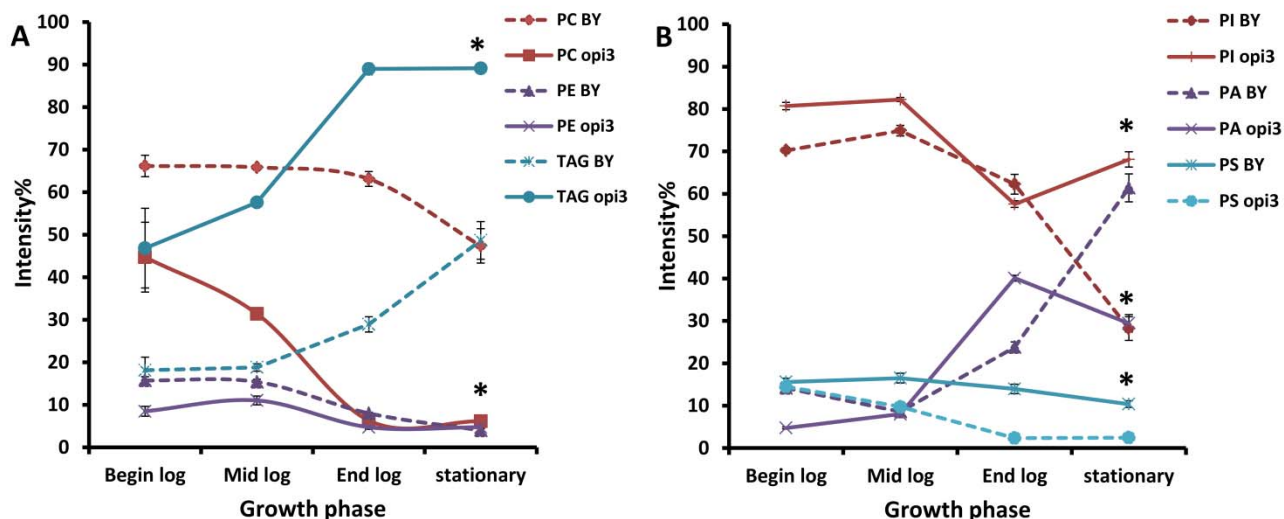 A
100
90
80
70
60
50
40
30
20
10
0
Intensity%
Begin log Mid log End log stationary
Growth phase
*
*
PC BY
PC opi3
PE BY
PE opi3
TAG BY
TAG opi3
B
100
90
80
70
60
50
40
30
20
10
0
Intensity%
Begin log Mid log End log stationary
Growth phase
*
*
*
PI BY
PI opi3
PA BY
PA opi3
PS BY
PS opi3